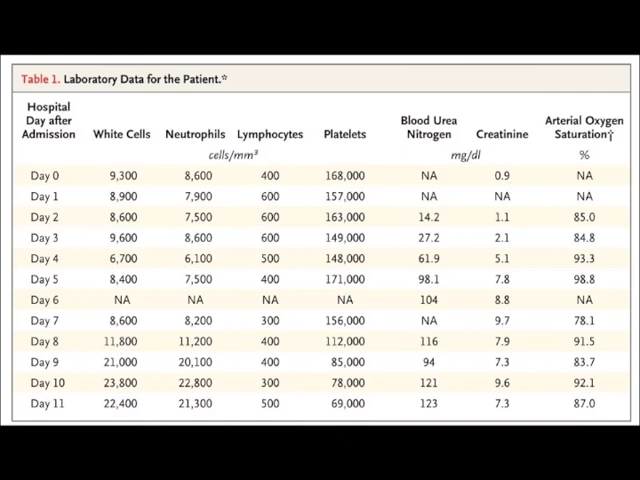 Table 1. Laboratory Data for the Patient.*
Hospital Day after Admission White Cells Neutrophils Lymphocytes Platelets Blood Urea Nitrogen Creatinine Arterial Oxygen Saturation†
cells/mm³ mg/dl %
Day 0 9,300 8,600 400 168,000 NA 0.9 NA
Day 1 8,900 7,900 600 157,000 NA NA NA
Day 2 8,600 7,500 600 163,000 14.2 1.1 85.0
Day 3 9,600 8,600 600 149,000 27.2 2.1 84.8
Day 4 6,700 6,100 500 148,000 61.9 5.1 93.3
Day 5 8,400 7,500 400 171,000 98.1 7.8 98.8
Day 6 NA NA NA NA 104 8.8 NA
Day 7 8,600 8,200 300 156,000 NA 9.7 78.1
Day 8 11,800 11,200 400 112,000 116 7.9 91.5
Day 9 21,000 20,100 400 85,000 94 7.3 83.7
Day 10 23,800 22,800 300 78,000 121 9.6 92.1
Day 11 22,400 21,300 500 69,000 123 7.3 87.0